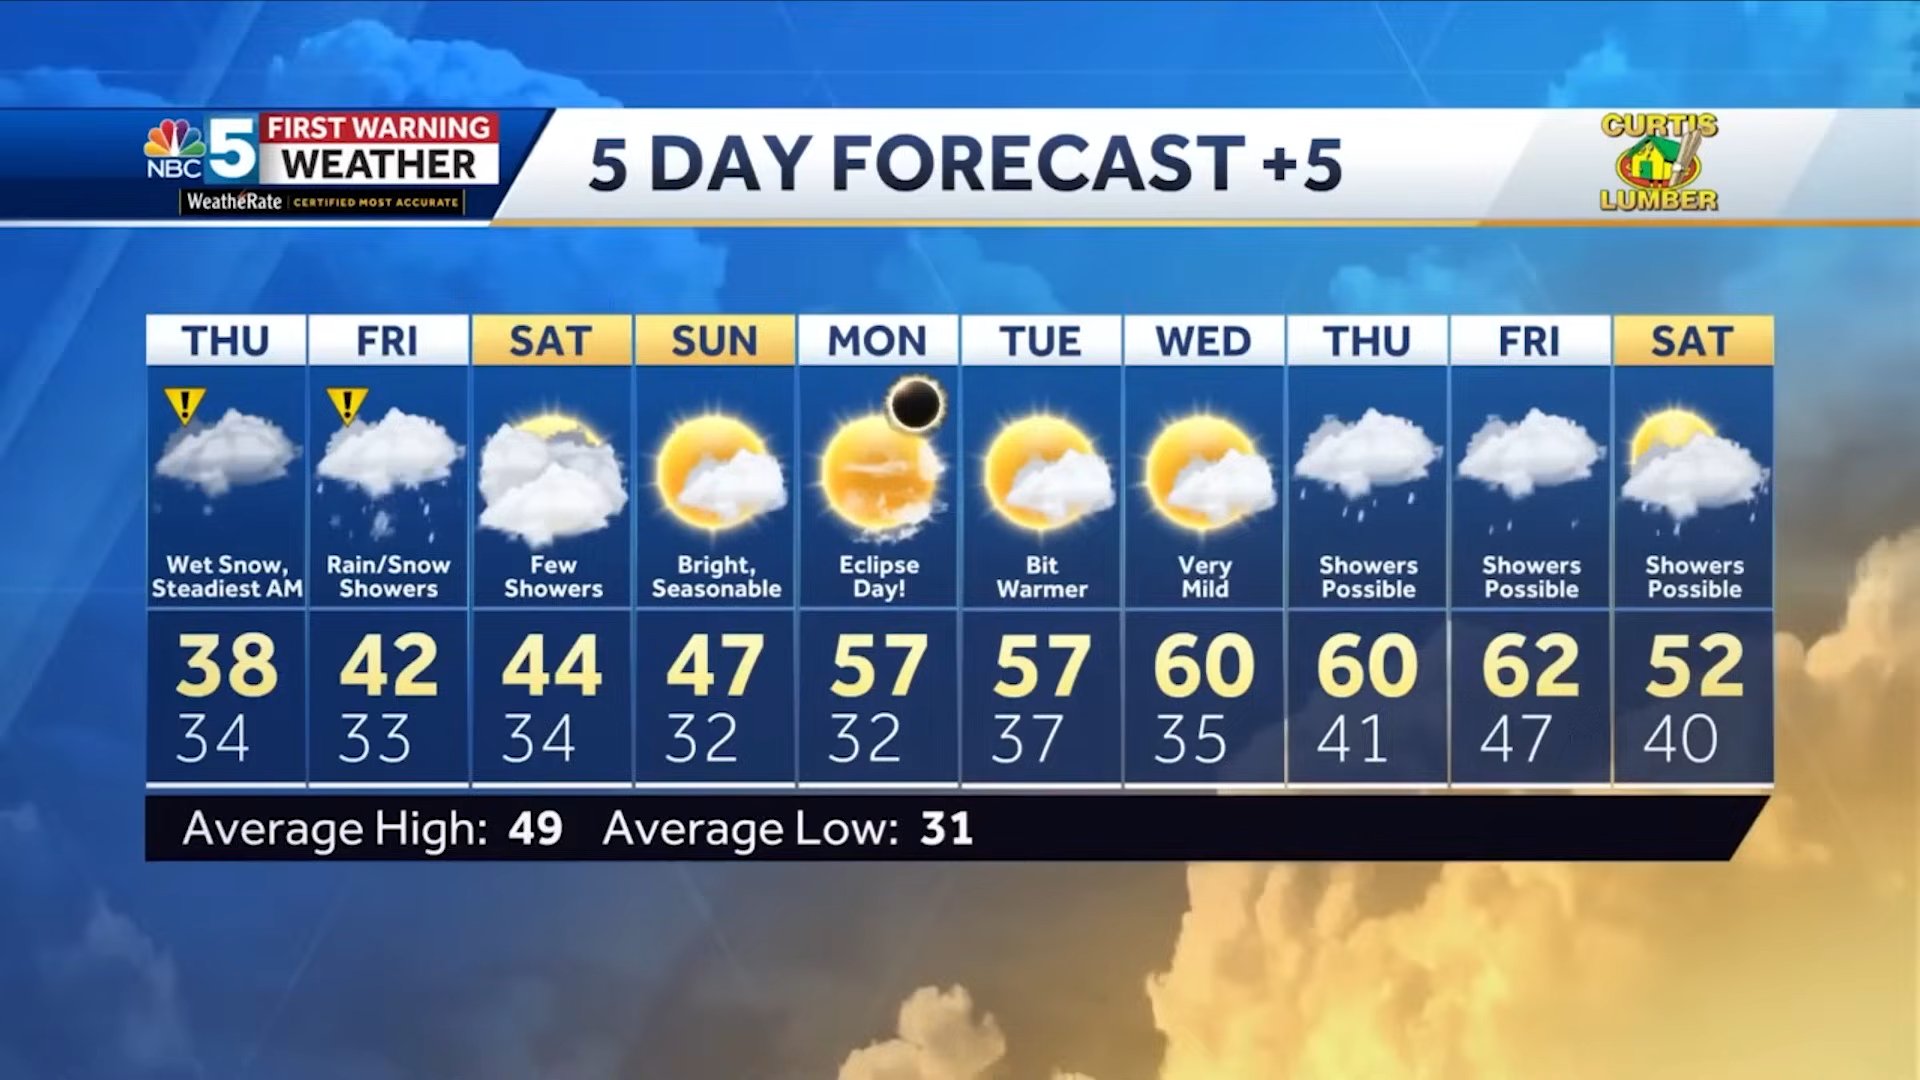 NBC 5 FIRST WARNING
WEATHER
WeatheRate CERTIFIED MOST ACCURATE
5 DAY FORECAST +5
CURTIS
LUMBER
THU FRI SAT SUN MON TUE WED THU FRI SAT
! !
Wet Snow, Rain/Snow Few Bright, Eclipse Bit Very Showers Showers Showers
Steadiest AM Showers Showers Seasonable Day! Warmer Mild Possible Possible Possible
38 42 44 47 57 57 60 60 62 52
34 33 34 32 32 37 35 41 47 40
Average High: 49 Average Low: 31